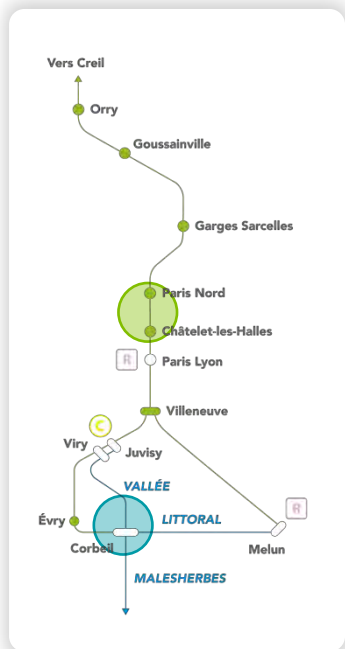 Vers Creil
Orry
Goussainville
Garges Sarcelles
Paris Nord
Châtelet-les-Halles
R
Paris Lyon
Villeneuve
C
Viry
Juvisy
VALLÉE
R
Évry
LITTORAL
Corbeil
Melun
MALESHERBES